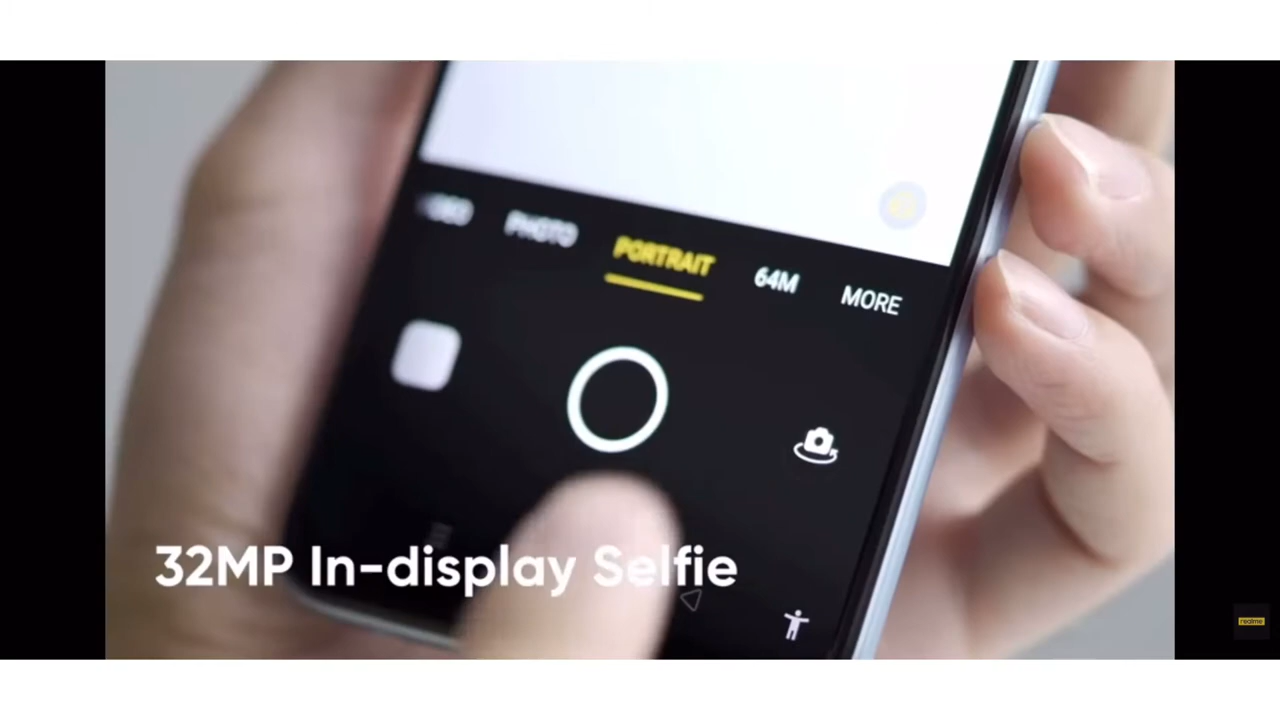 PHOTO
PORTRAIT
64M
MORE
32MP In-display Selfie
realme